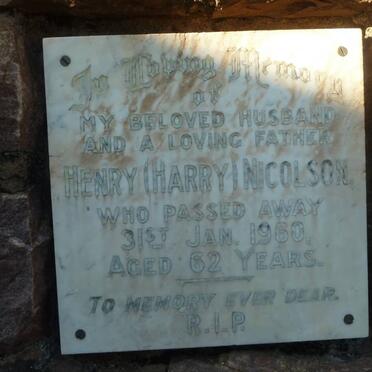 In Loving Memory
of
MY BELOVED HUSBAND
AND A LOVING FATHER
HENRY (HARRY) NICOLSON.
WHO PASSED AWAY
31ST JAN. 1960.
AGED 62 YEARS.
TO MEMORY EVER DEAR.
R.I.P.